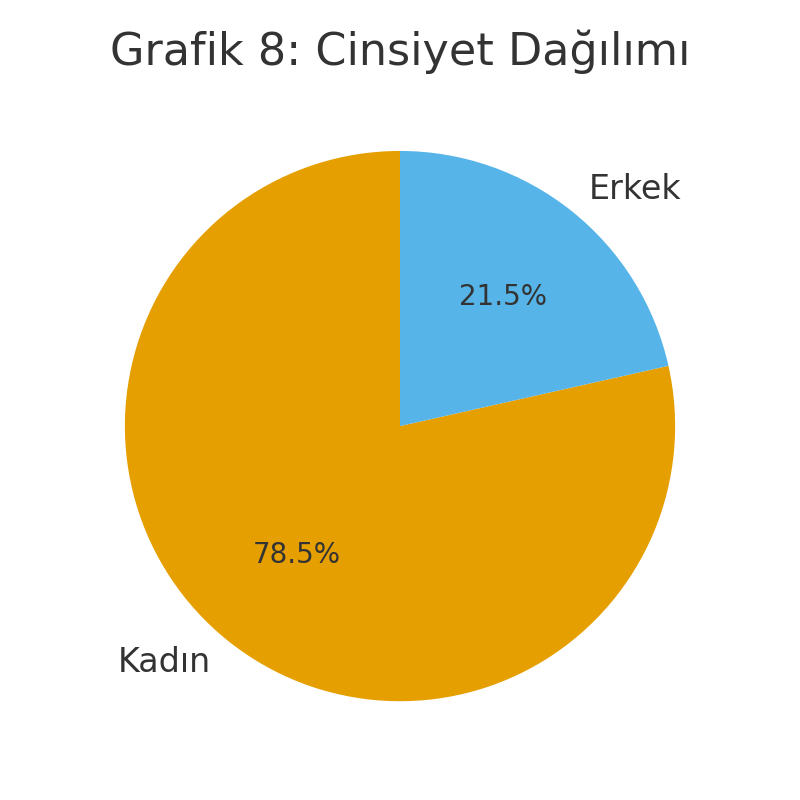 Grafik 8: Cinsiyet Dağılımı
Erkek
21.5%
78.5%
Kadın